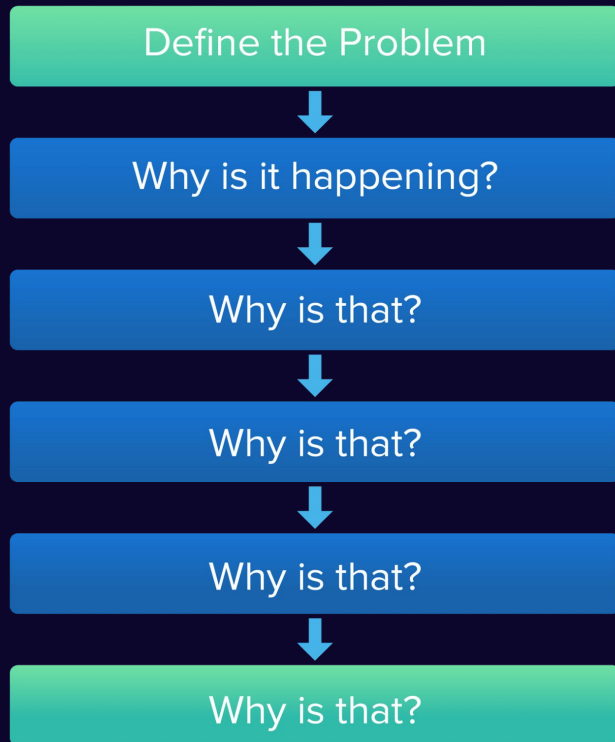 Define the Problem
Why is it happening?
Why is that?
Why is that?
Why is that?
Why is that?